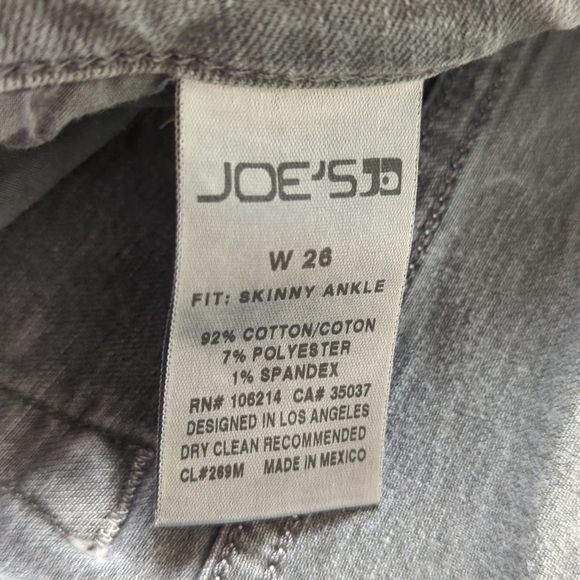 JOE'S
W 26
FIT: SKINNY ANKLE
92% COTTON/COTON
7% POLYESTER
1% SPANDEX
RN# 106214 CA# 35037
DESIGNED IN LOS ANGELES
DRY CLEAN RECOMMENDED
CL#269M MADE IN MEXICO